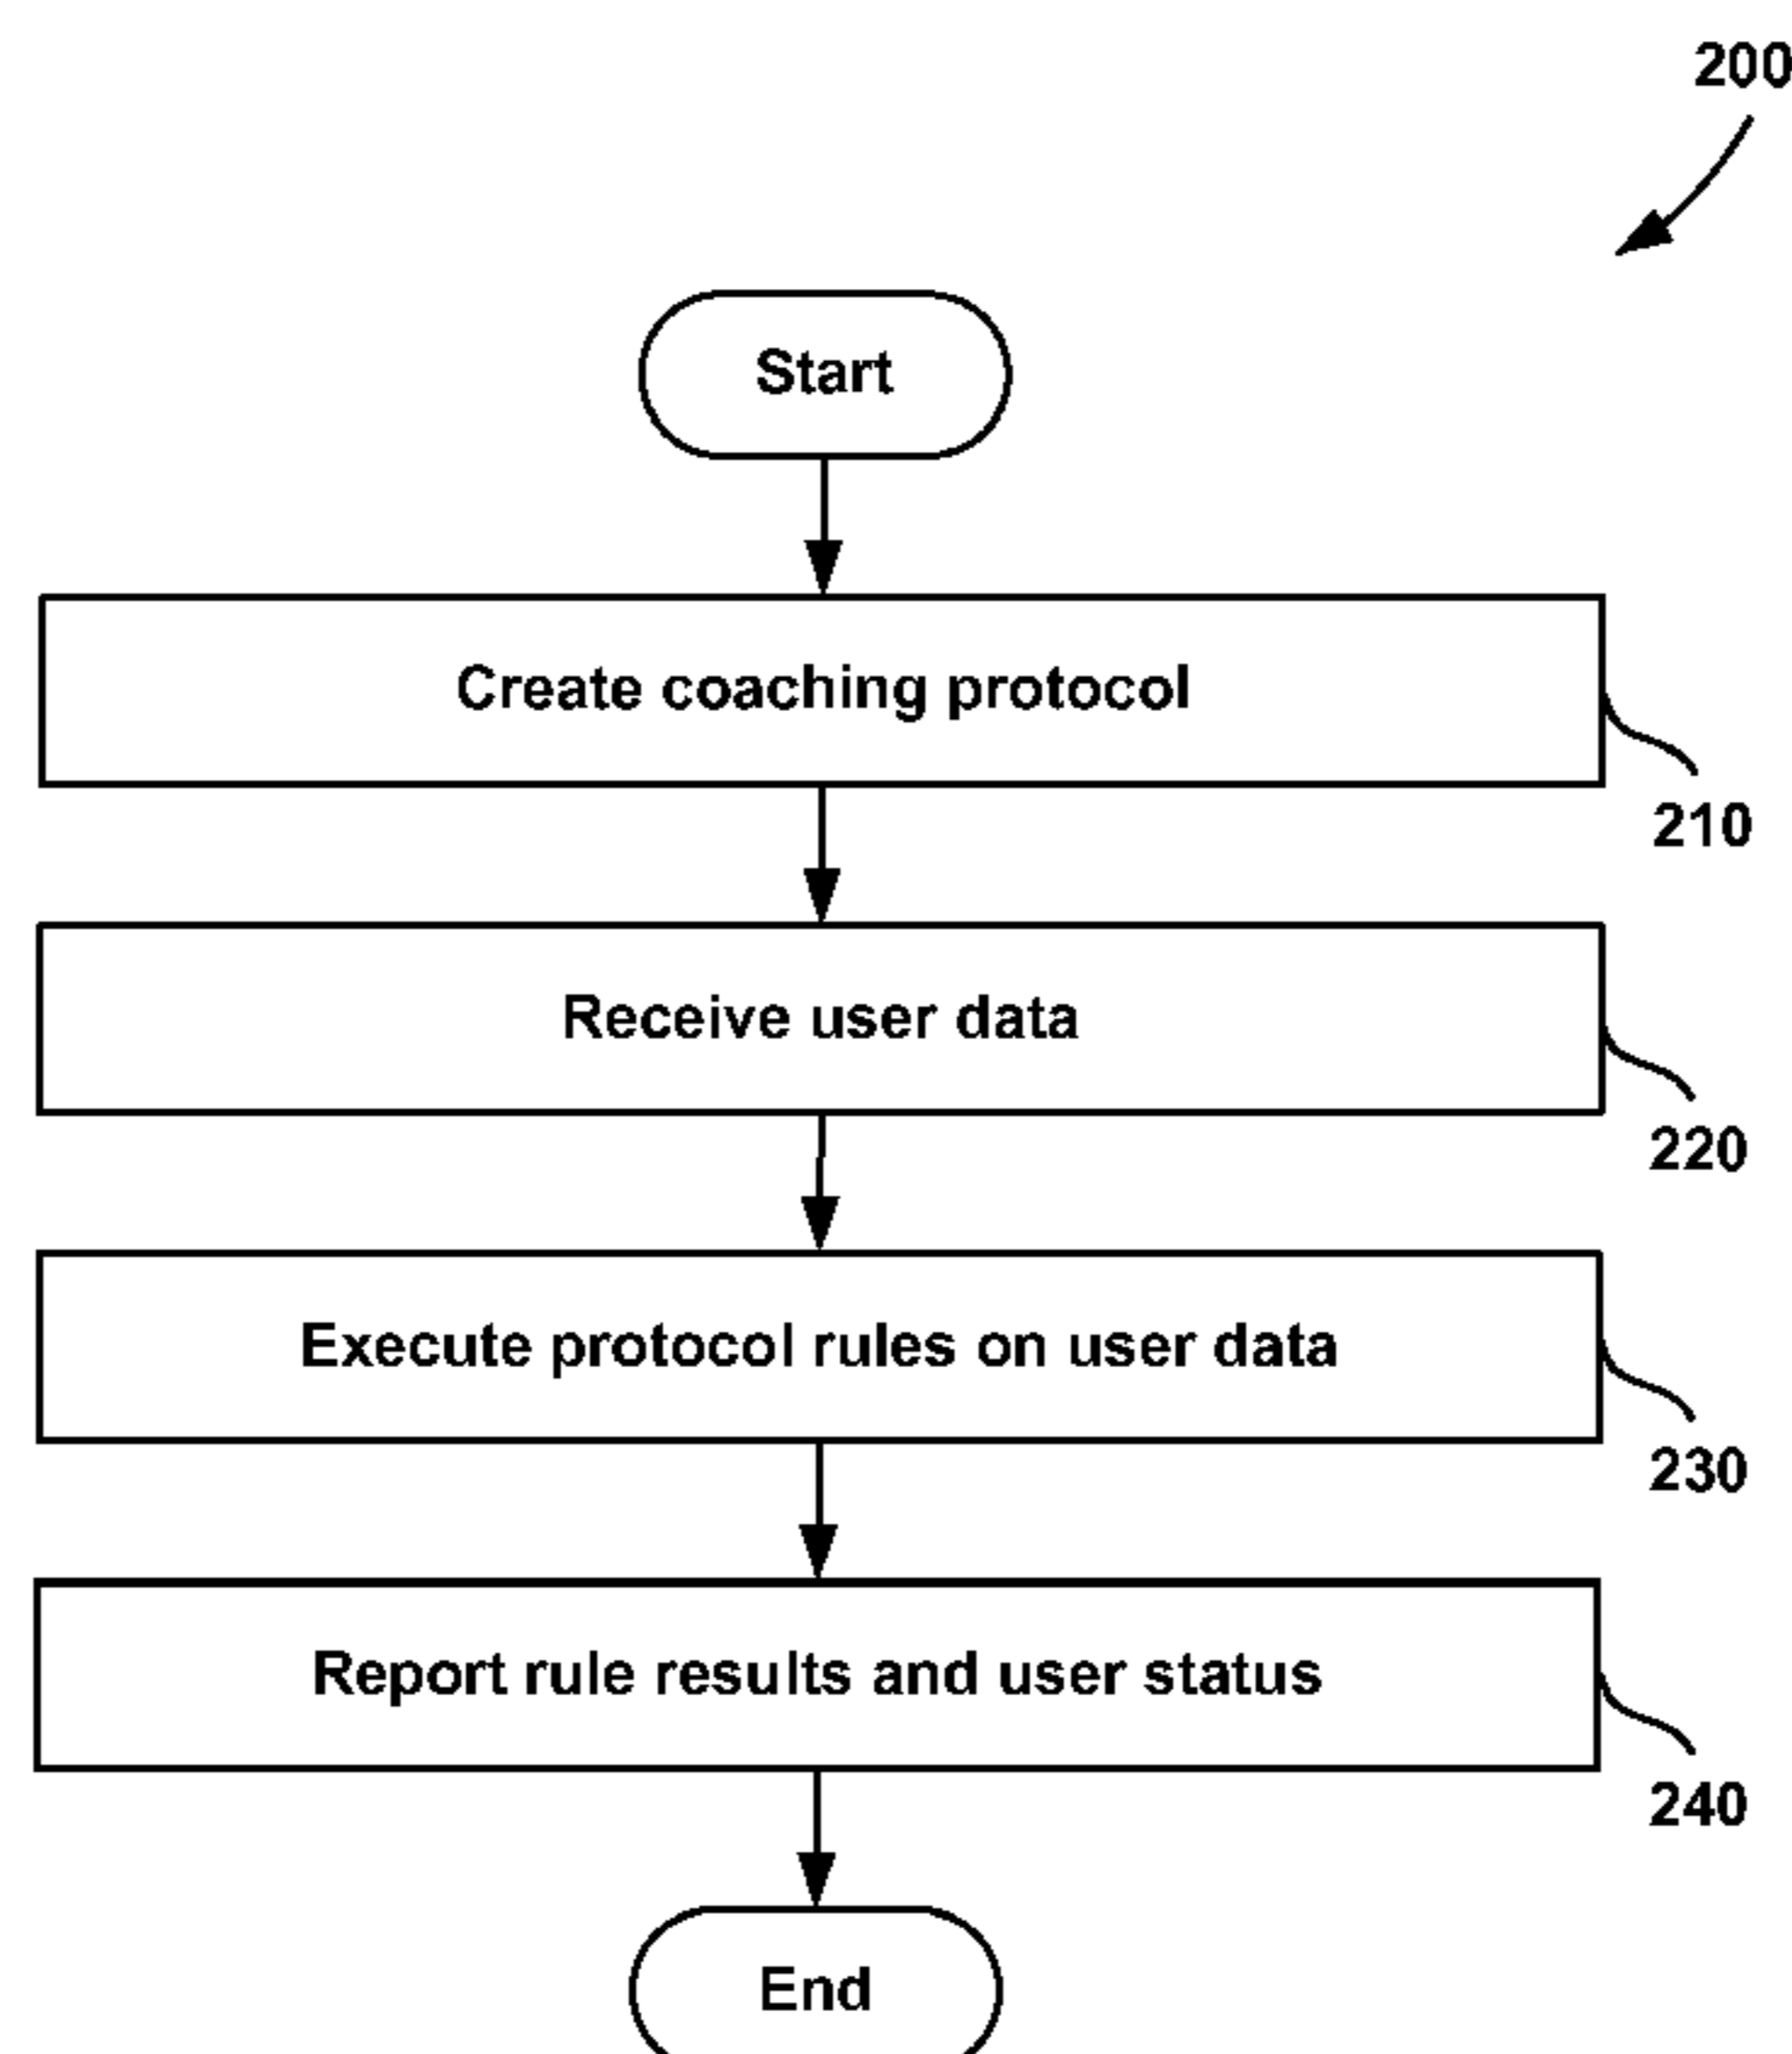 200
Start
Create coaching protocol
210
Receive user data
220
Execute protocol rules on user data
230
Report rule results and user status
240
End